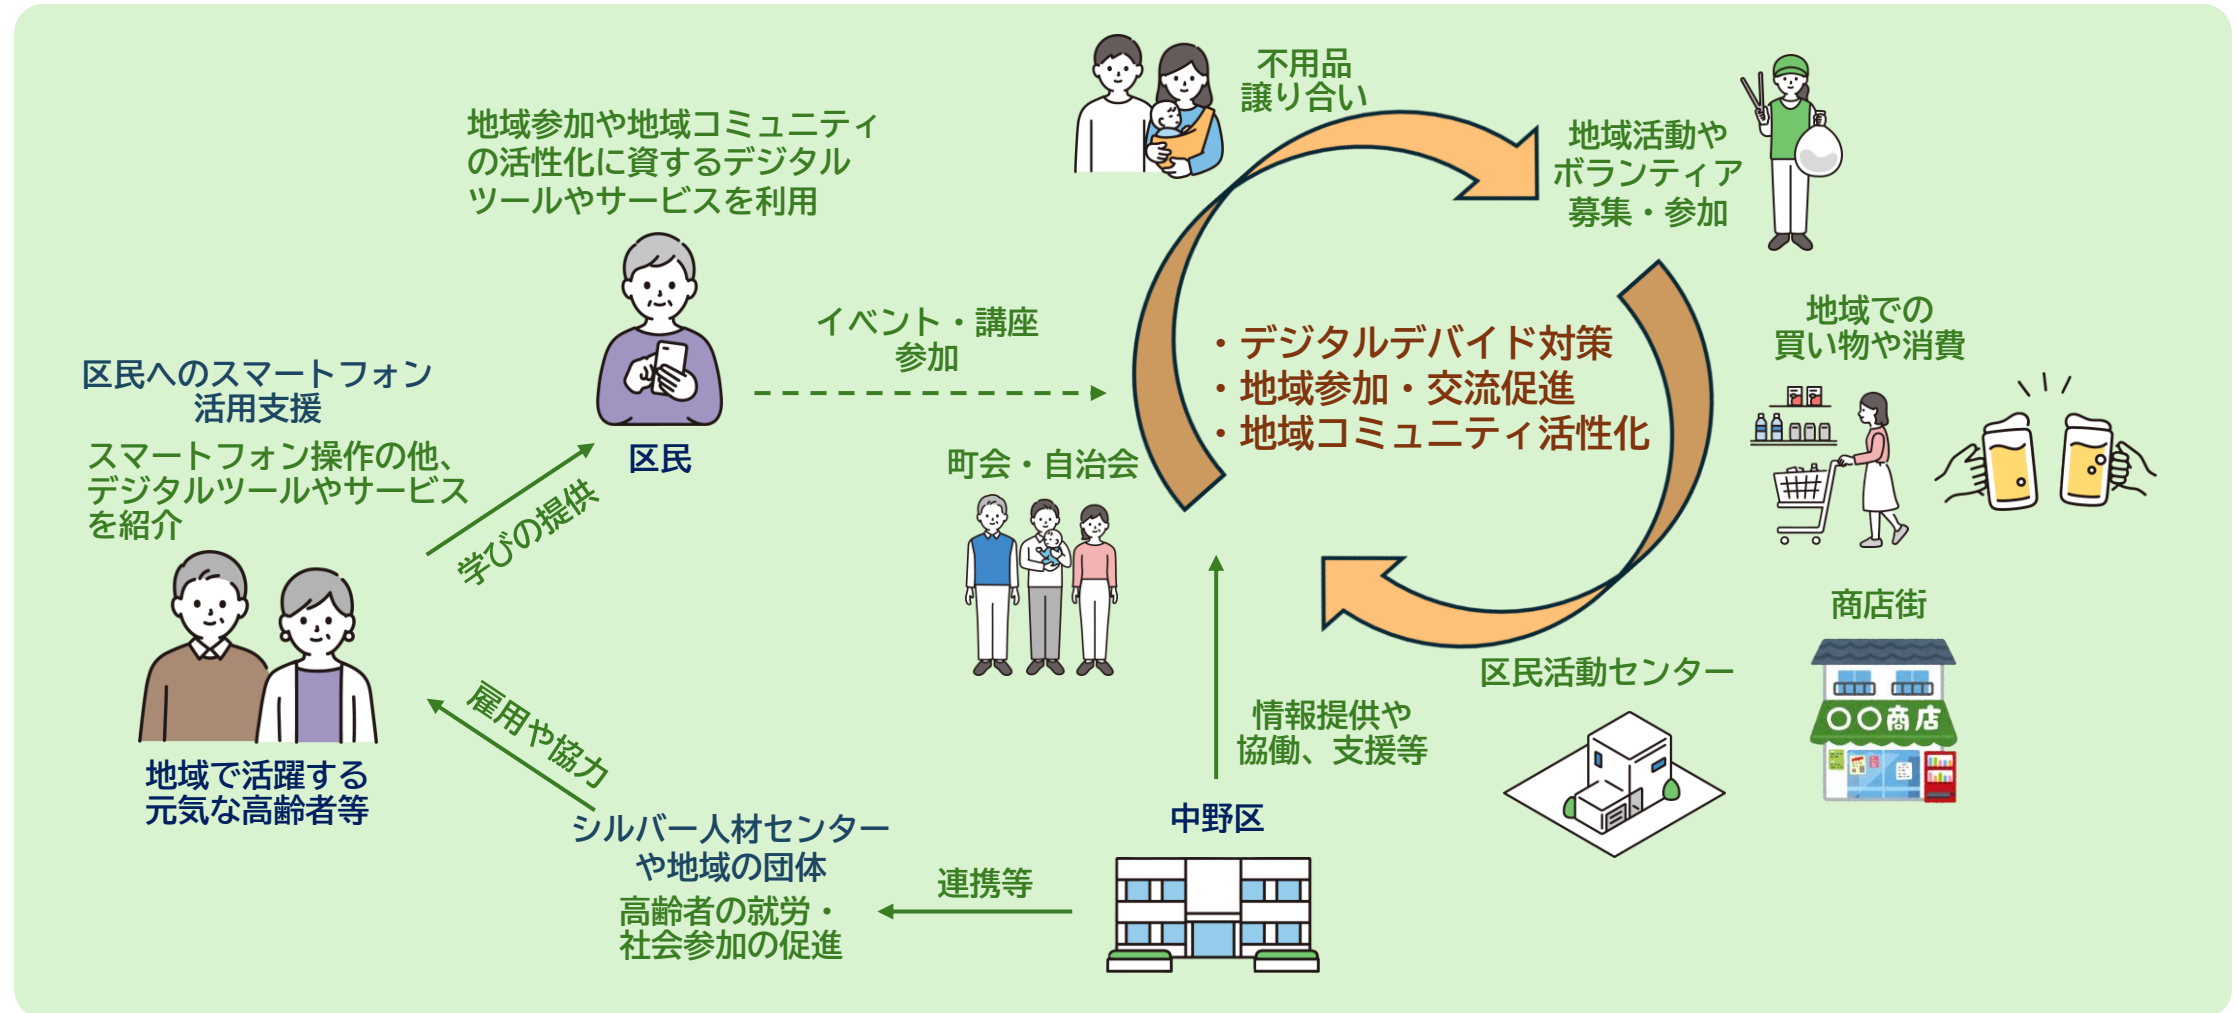 不用品
譲り合い
地域参加や地域コミュニティ
の活性化に資するデジタル
ツールやサービスを利用
地域活動や
ボランティア
募集・参加
イベント・講座
参加
地域での
買い物や消費
・デジタルデバイド対策
・地域参加・交流促進
・地域コミュニティ活性化
区民へのスマートフォン
活用支援
スマートフォン操作の他、
デジタルツールやサービス
を紹介
区民
学びの提供
町会・自治会
商店街
〇〇商店
区民活動センター
雇用や協力
情報提供や
協働、支援等
地域で活躍する
元気な高齢者等
中野区
シルバー人材センター
や地域の団体
高齢者の就労・
社会参加の促進
連携等